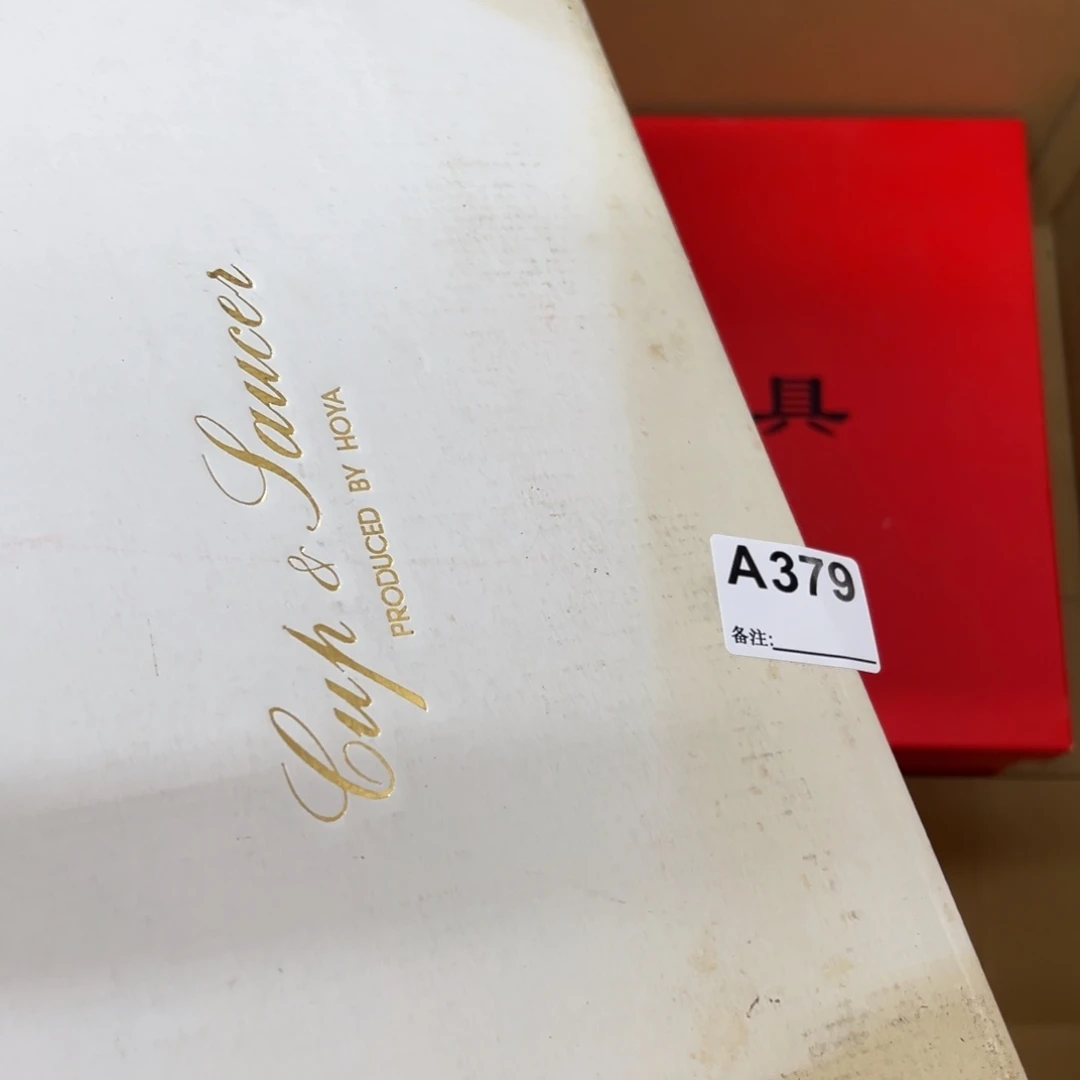 Cup & Saucer
PRODUCED BY HOYA
具
A379
备注: